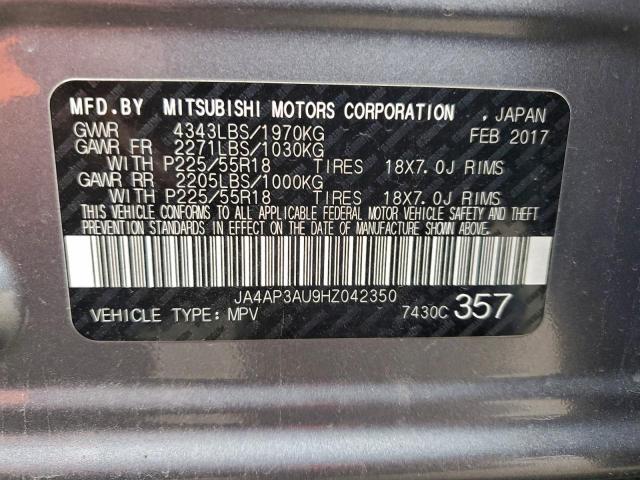 MFD.BY MITSUBISHI MOTORS CORPORATION , JAPAN
GVWR 4343LBS/1970KG FEB 2017
GAWR FR 2271LBS/1030KG
WITH P225/55R18 TIRES 18X7.0J RIMS
GAWR RR 2205LBS/1000KG
WITH P225/55R18 TIRES 18X7.0J RIMS
THIS VEHICLE CONFORMS TO ALL APPLICABLE FEDERAL MOTOR VEHICLE SAFETY AND THEFT
PREVENTION STANDARDS IN EFFECT ON THE DATE OF MANUFACTURE SHOWN ABOVE.
JA4AP3AU9HZ042350
VEHICLE TYPE: MPV 7430C 357